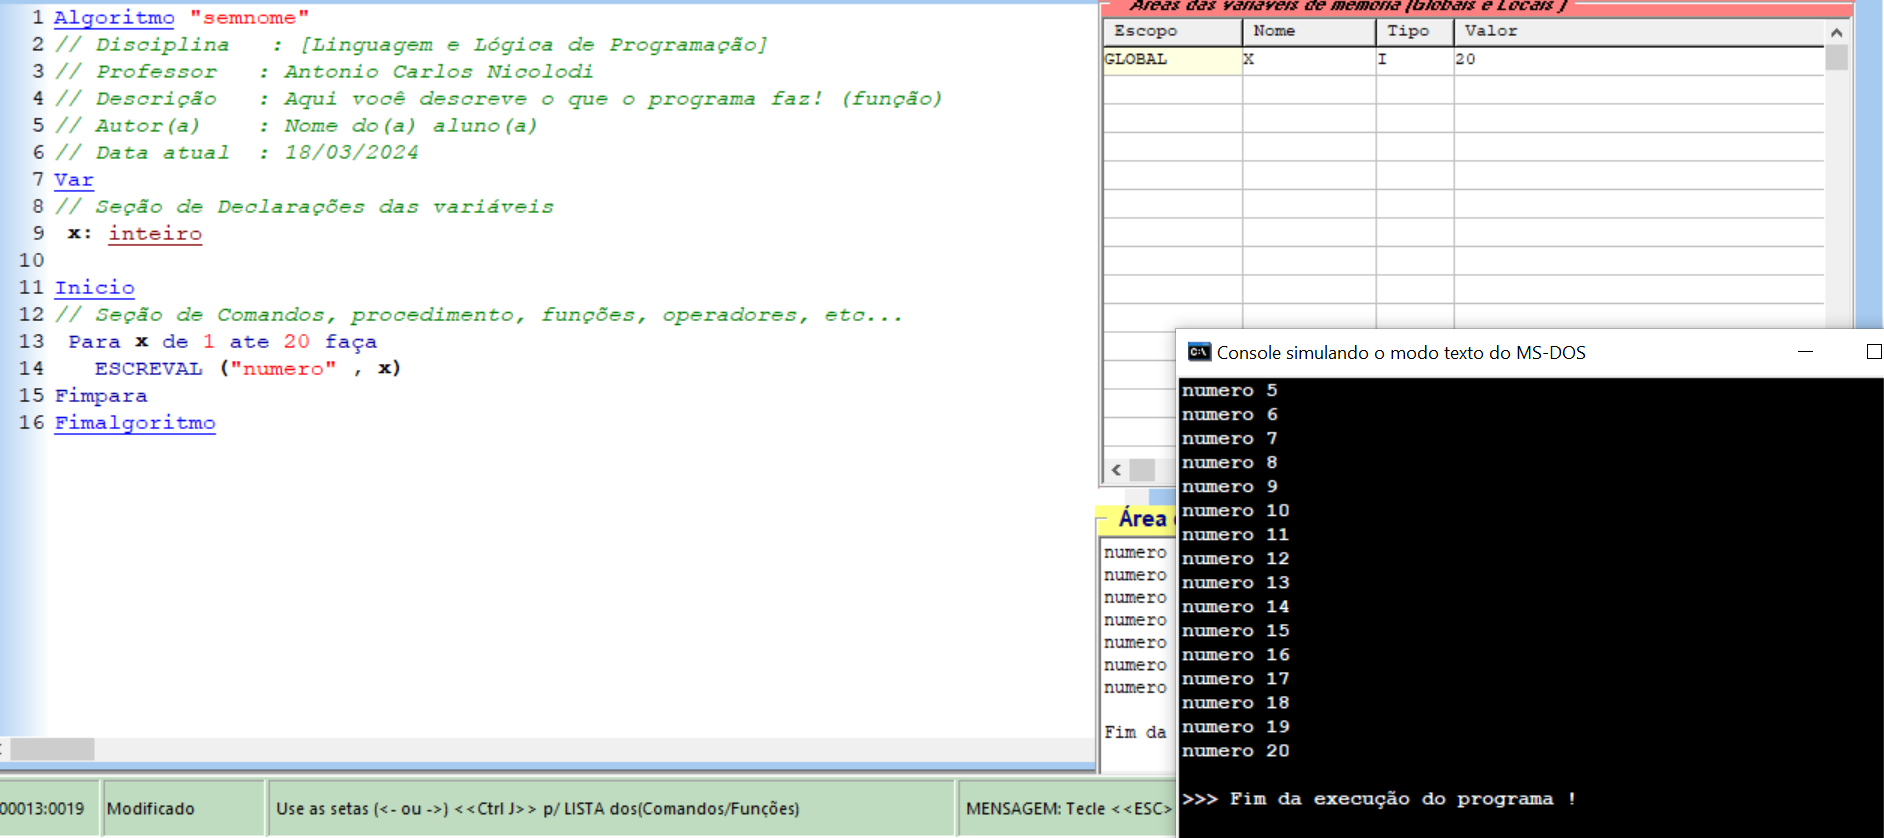 1 Algoritmo "semnome"
2 // Disciplina   : [Linguagem e Lógica de Programação]
3 // Professor   : Antonio Carlos Nicolodi
4 // Descrição   : Aqui você descreve o que o programa faz! (função)
5 // Autor(a)    : Nome do(a) aluno(a)
6 // Data atual  : 18/03/2024
7 Var
8 // Seção de Declarações das variáveis
9  x: inteiro
10
11 Inicio
12 // Seção de Comandos, procedimento, funções, operadores, etc...
13  Para x de 1 ate 20 faça
14    ESCREVAL ("numero" , x)
15 Fimpara
16 Fimalgoritmo
00013:0019 Modificado Use as setas (<- ou ->) <<Ctrl J>> p/ LISTA dos(Comandos/Funções) MENSAGEM: Tecle <<ESC>
Áreas das variáveis de memória (Globais e Locais )
Escopo Nome Tipo Valor
GLOBAL X I 20
Área
numero
numero
numero
numero
numero
numero
numero
Fim da
Console simulando o modo texto do MS-DOS
numero 5
numero 6
numero 7
numero 8
numero 9
numero 10
numero 11
numero 12
numero 13
numero 14
numero 15
numero 16
numero 17
numero 18
numero 19
numero 20
>>> Fim da execução do programa !